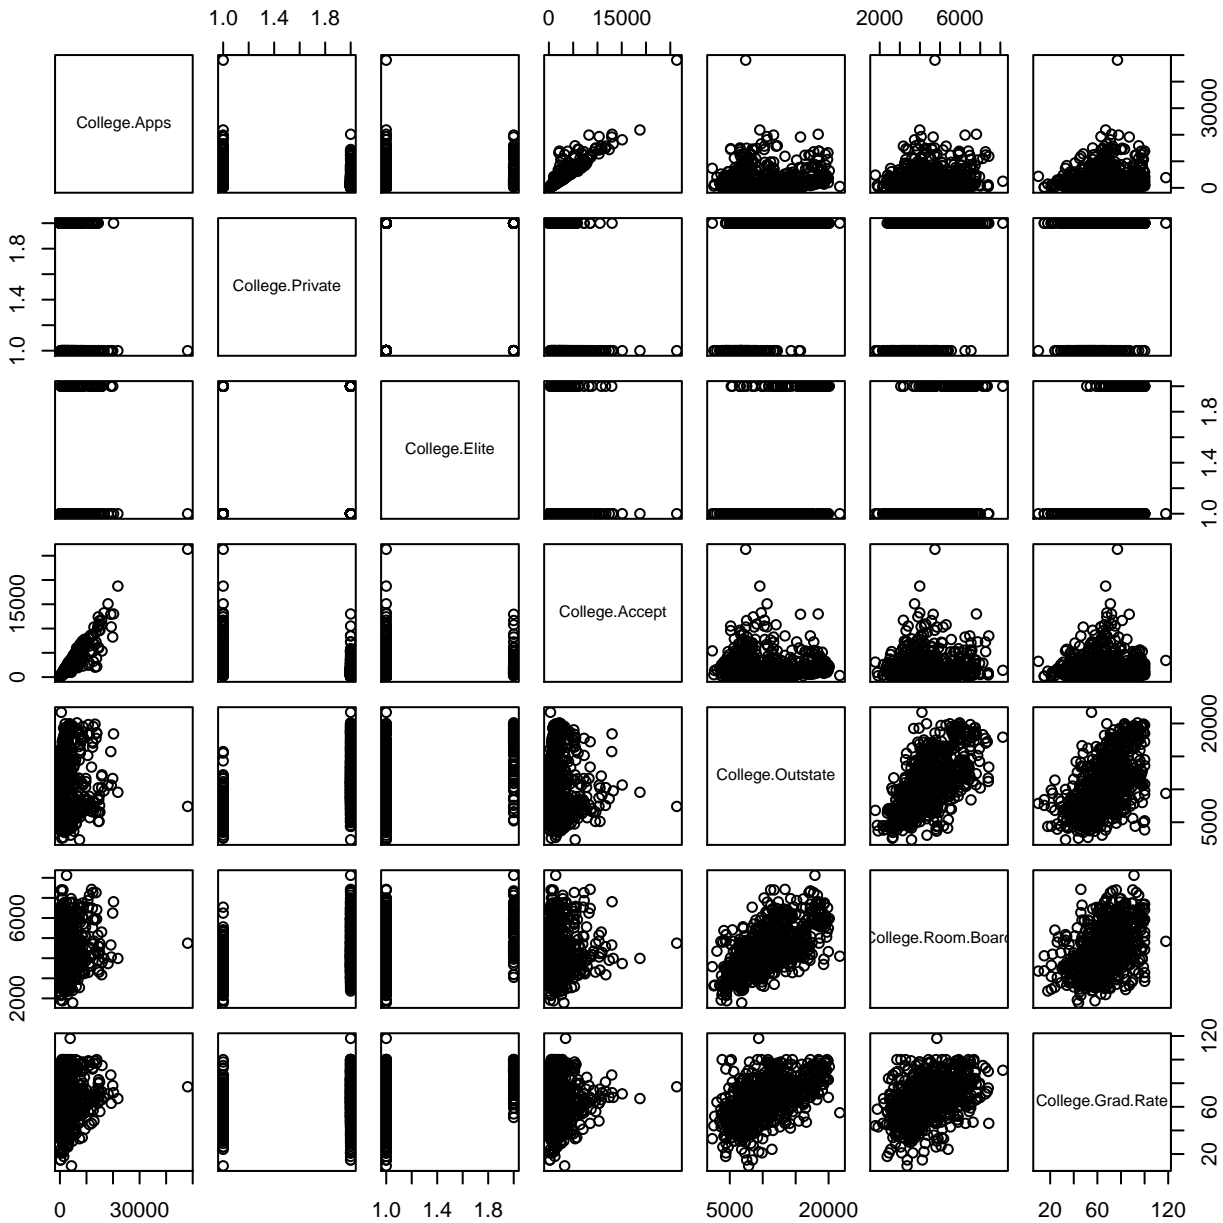 1.0 1.4 1.8 0 15000 2000 6000
College.Apps
0 30000
College.Private
1.0 1.4 1.8
College.Elite
1.0 1.4 1.8
College.Accept
0 15000
College.Outstate
5000 20000
College.Room.Board
2000 6000
College.Grad.Rate
20 60 120
0 30000 1.0 1.4 1.8 5000 20000 20 60 120